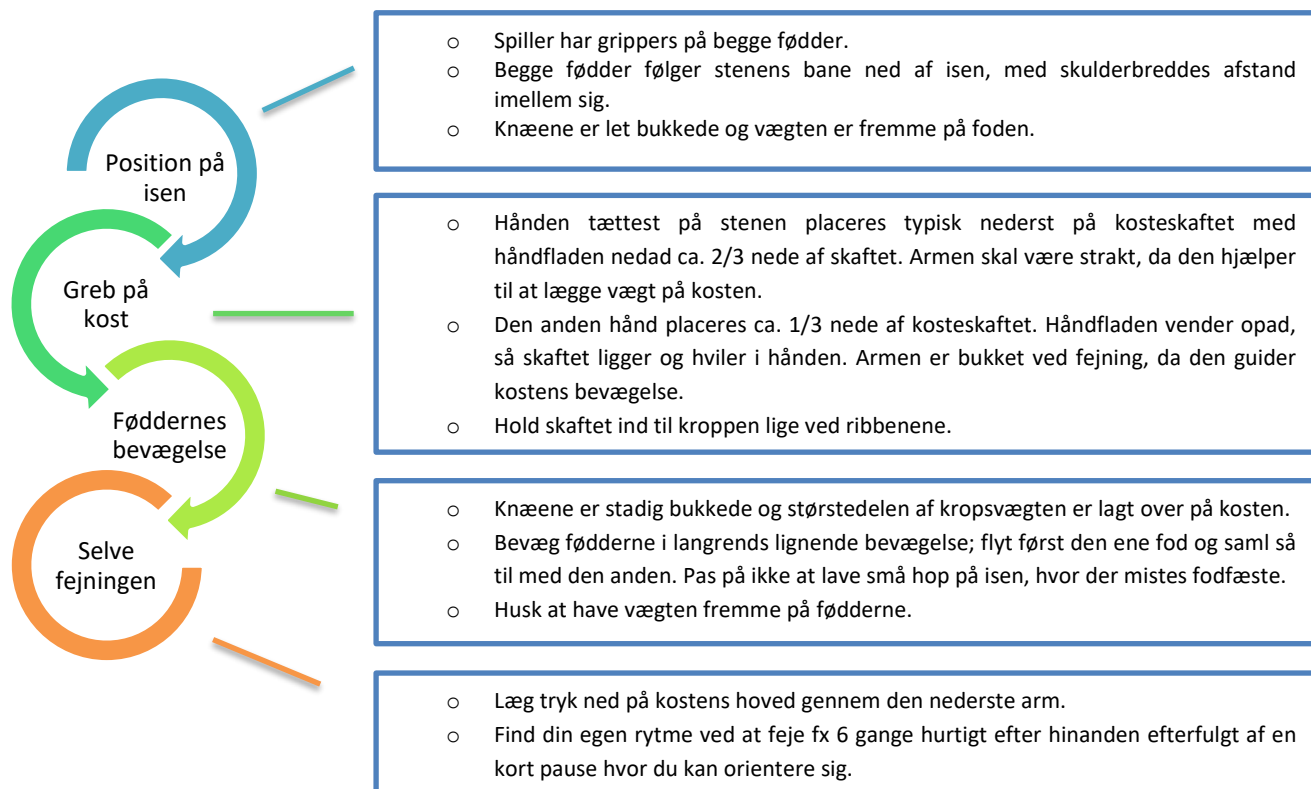 Position på
isen
o Spiller har grippers på begge fødder.
o Begge fødder følger stenens bane ned af isen, med skulderbreddes afstand
imellem sig.
o Knæene er let bukkede og vægten er fremme på foden.
Greb på
kost
o Hånden tættest på stenen placeres typisk nederst på kosteskaftet med
håndfladen nedad ca. 2/3 nede af skaftet. Armen skal være strakt, da den hjælper
til at lægge vægt på kosten.
o Den anden hånd placeres ca. 1/3 nede af kosteskaftet. Håndfladen vender opad,
så skaftet ligger og hviler i hånden. Armen er bukket ved fejning, da den guider
kostens bevægelse.
o Hold skaftet ind til kroppen lige ved ribbenene.
Føddernes
bevægelse
o Knæene er stadig bukkede og størstedelen af kropsvægten er lagt over på kosten.
o Bevæg fødderne i langrends lignende bevægelse; flyt først den ene fod og saml så
til med den anden. Pas på ikke at lave små hop på isen, hvor der mistes fodfæste.
o Husk at have vægten fremme på fødderne.
Selve
fejningen
o Læg tryk ned på kostens hoved gennem den nederste arm.
o Find din egen rytme ved at feje fx 6 gange hurtigt efter hinanden efterfulgt af en
kort pause hvor du kan orientere sig.